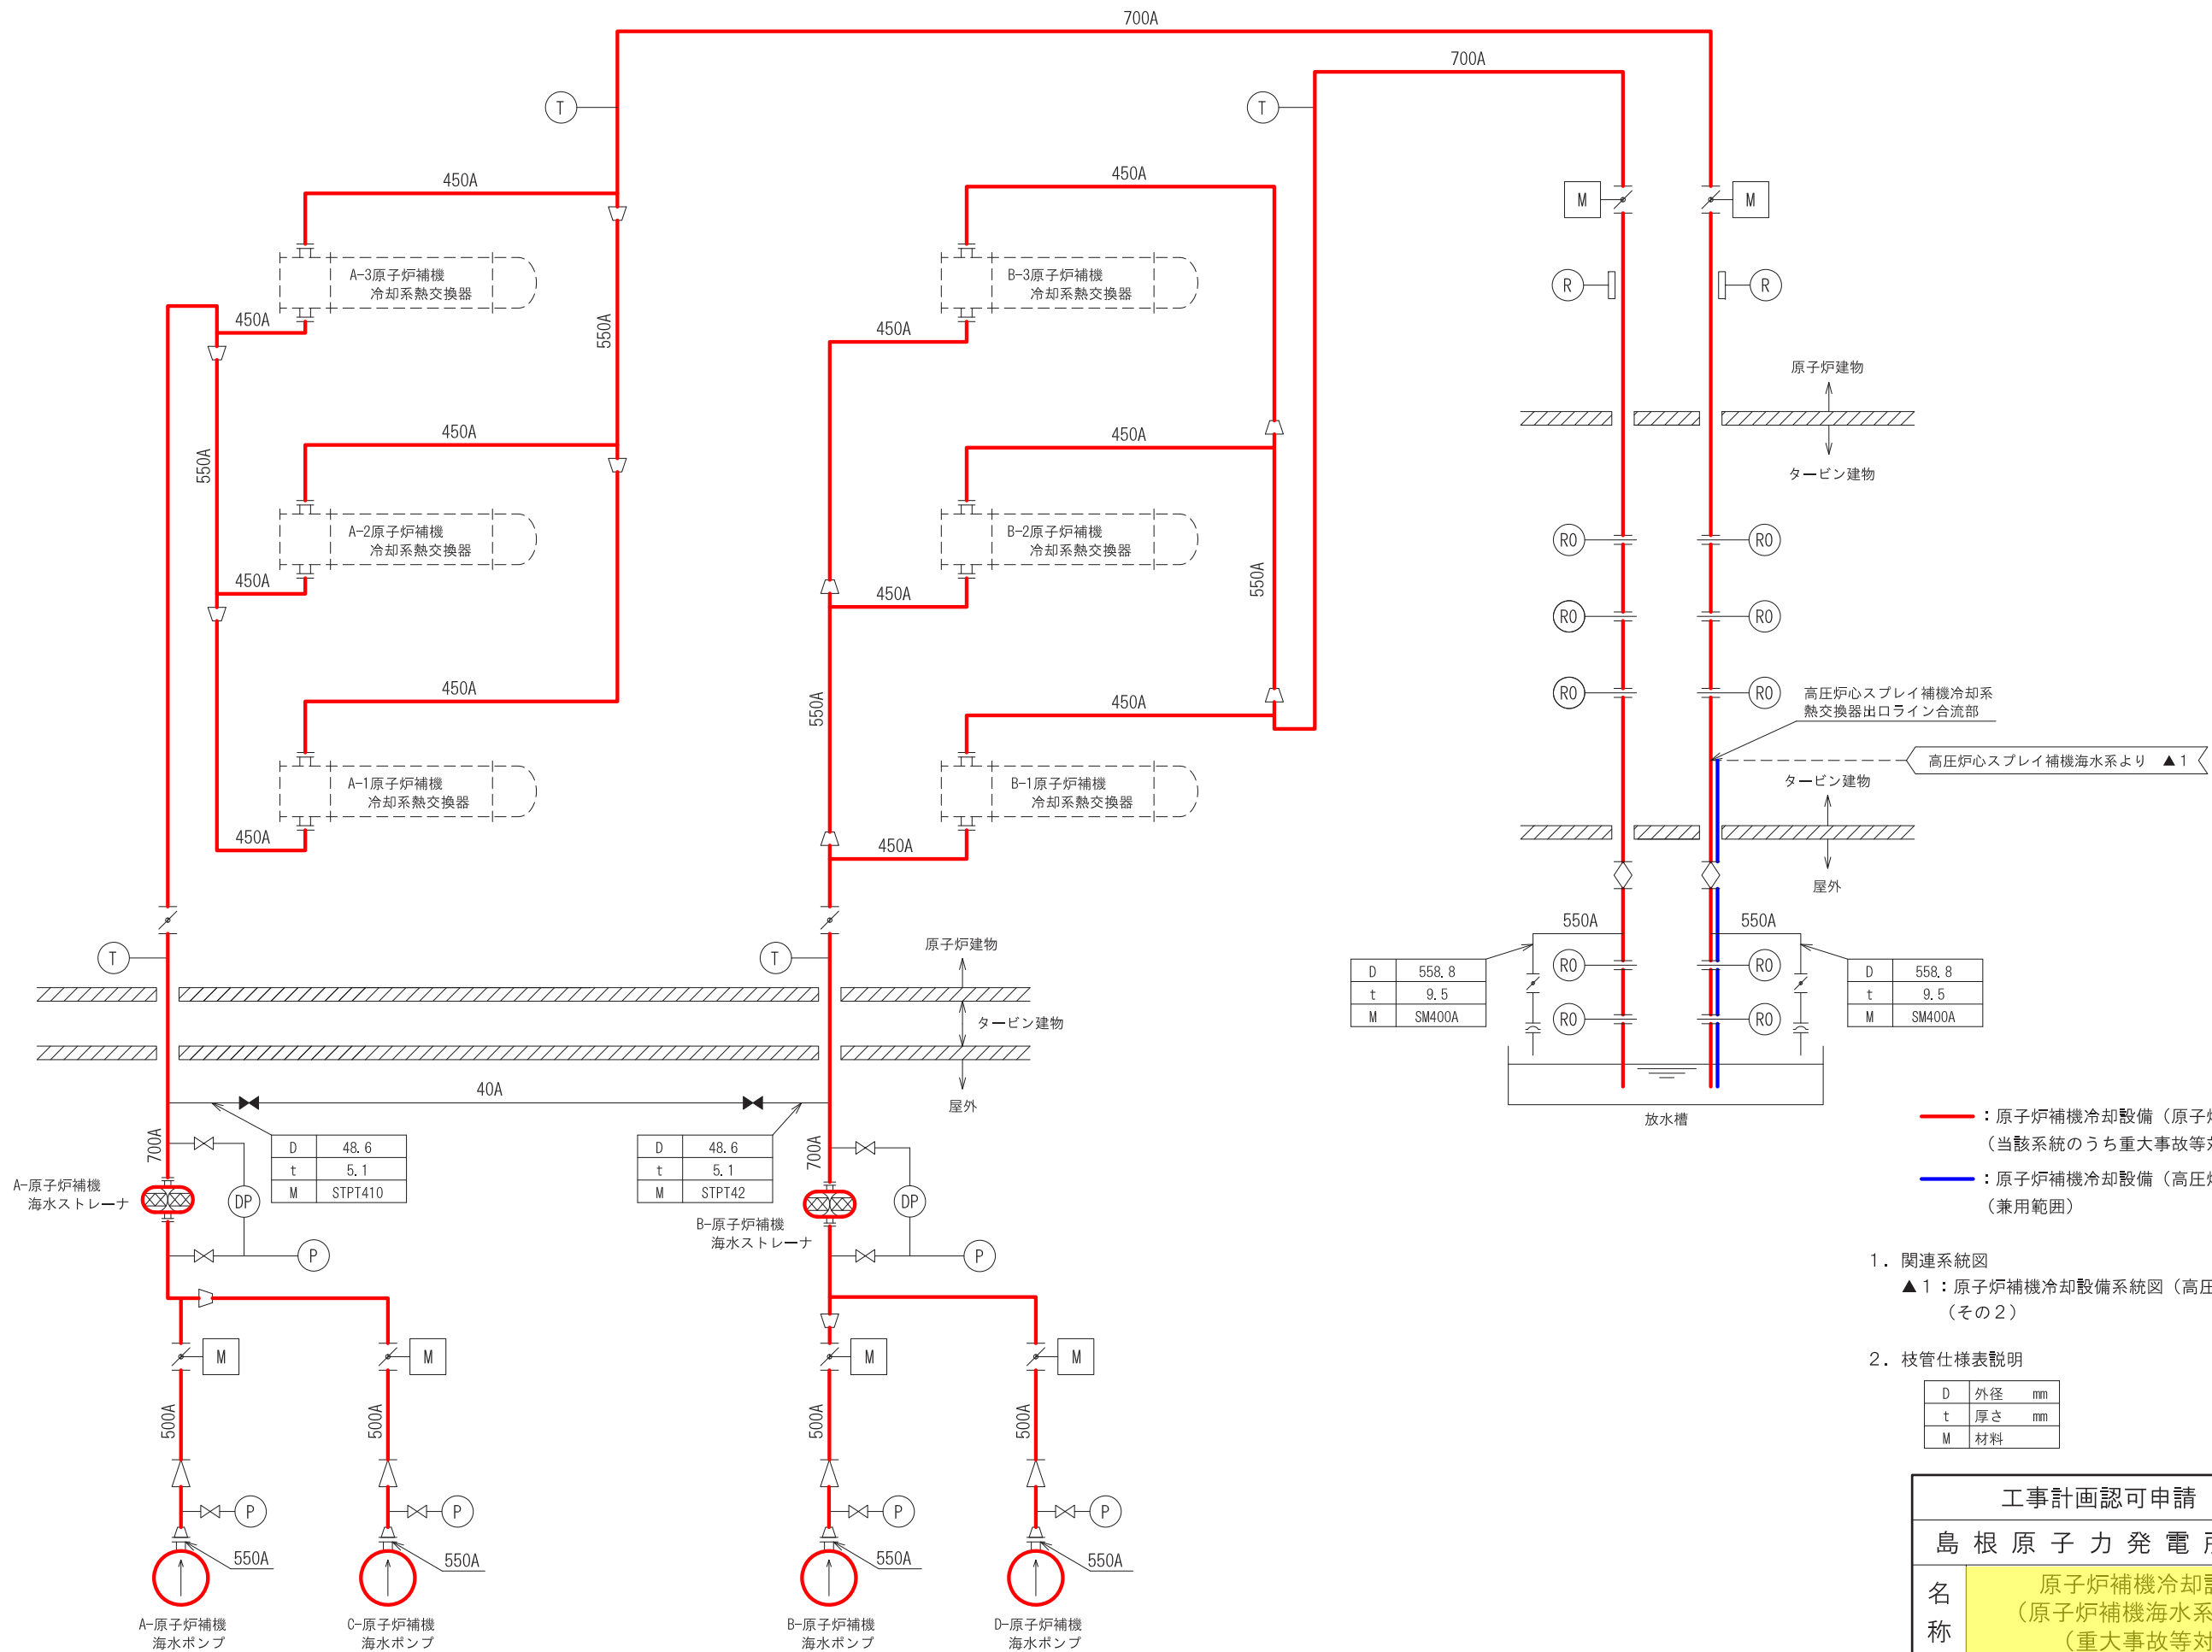 700A
700A
T
T
450A
450A
M
M
A-3原子炉補機
冷却系熱交換器
B-3原子炉補機
冷却系熱交換器
R
R
450A
550A
450A
原子炉建物
タービン建物
550A
450A
450A
A-2原子炉補機
冷却系熱交換器
B-2原子炉補機
冷却系熱交換器
550A
RO
RO
450A
450A
RO
RO
450A
550A
450A
RO
RO
高圧炉心スプレイ補機冷却系
熱交換器出口ライン合流部
高圧炉心スプレイ補機海水系より ▲1
A-1原子炉補機
冷却系熱交換器
B-1原子炉補機
冷却系熱交換器
タービン建物
屋外
450A
450A
550A
550A
T
T
原子炉建物
タービン建物
屋外
RO
RO
D 558.8
t 9.5
M SM400A
D 558.8
t 9.5
M SM400A
RO
RO
放水槽
40A
700A
D 48.6
t 5.1
M STPT410
D 48.6
t 5.1
M STPT42
700A
A-原子炉補機
海水ストレーナ
DP
P
B-原子炉補機
海水ストレーナ
DP
P
:原子炉補機冷却設備(原子炉
(当該系統のうち重大事故等対
:原子炉補機冷却設備(高圧炉
(兼用範囲)
1. 関連系統図
▲1:原子炉補機冷却設備系統図(高圧
(その2)
2. 枝管仕様表説明
D 外径 mm
t 厚さ mm
M 材料
M
M
M
M
500A
500A
500A
500A
P
P
P
P
550A
550A
550A
550A
A-原子炉補機
海水ポンプ
C-原子炉補機
海水ポンプ
B-原子炉補機
海水ポンプ
D-原子炉補機
海水ポンプ
工事計画認可申請
島根原子力発電所
名称
原子炉補機冷却設
(原子炉補機海水系
(重大事故等対